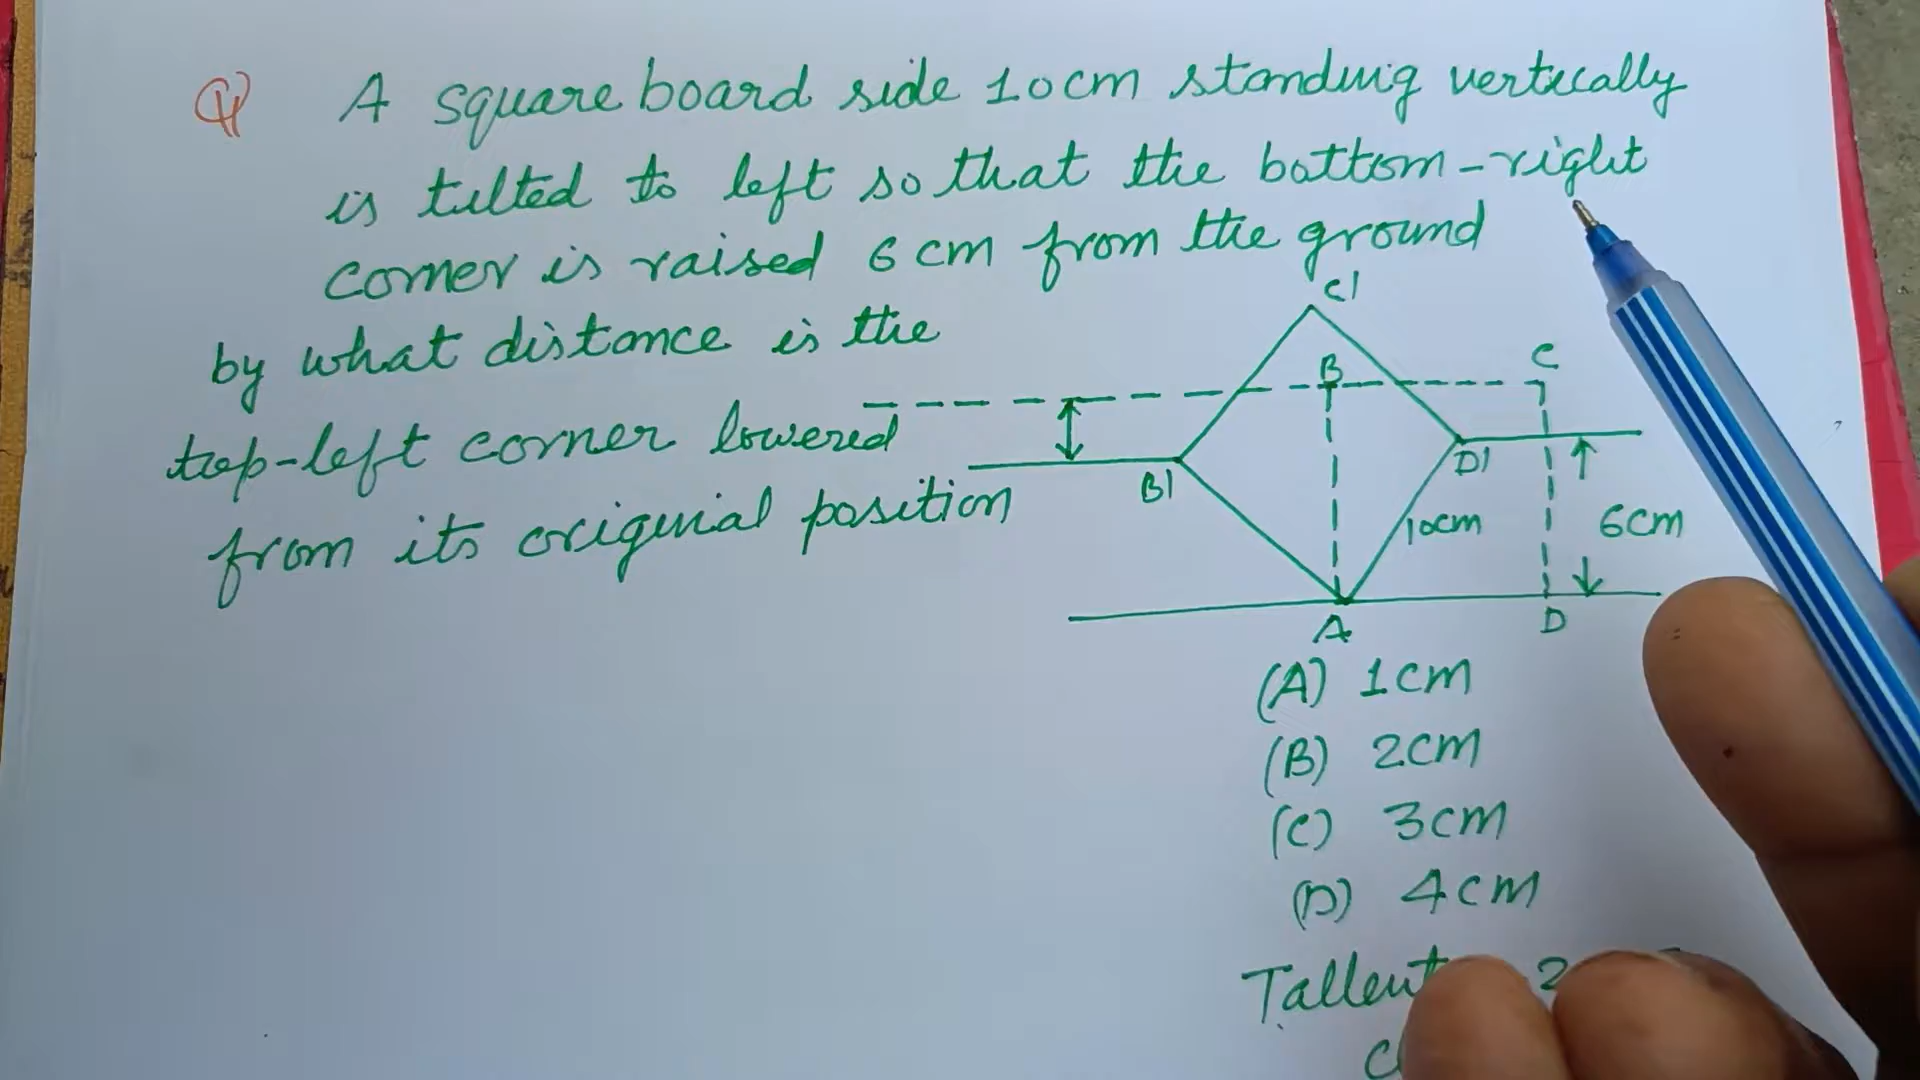 Q) A square board side 10cm standing vertically
is tilted to left so that the bottom-right
corner is raised 6 cm from the ground
by what distance is the
top-left corner lowered
from its original position
C1
B
C
B1
D1
10cm
6cm
A
D
(A) 1cm
(B) 2cm
(C) 3cm
(D) 4cm